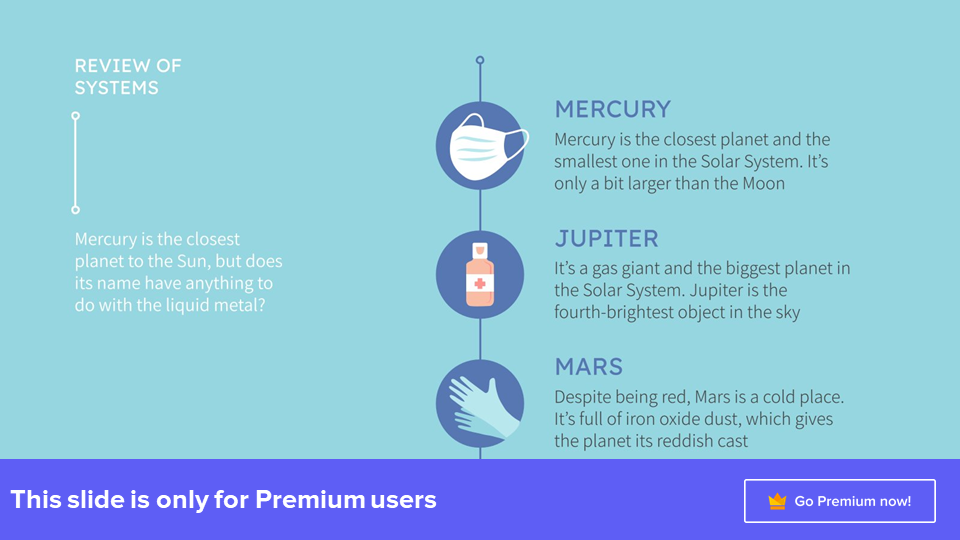 REVIEW OF
SYSTEMS
Mercury is the closest
planet to the Sun, but does
its name have anything to
do with the liquid metal?
MERCURY
Mercury is the closest planet and the
smallest one in the Solar System. It’s
only a bit larger than the Moon
JUPITER
It’s a gas giant and the biggest planet in
the Solar System. Jupiter is the
fourth-brightest object in the sky
MARS
Despite being red, Mars is a cold place.
It’s full of iron oxide dust, which gives
the planet its reddish cast
This slide is only for Premium users
Go Premium now!